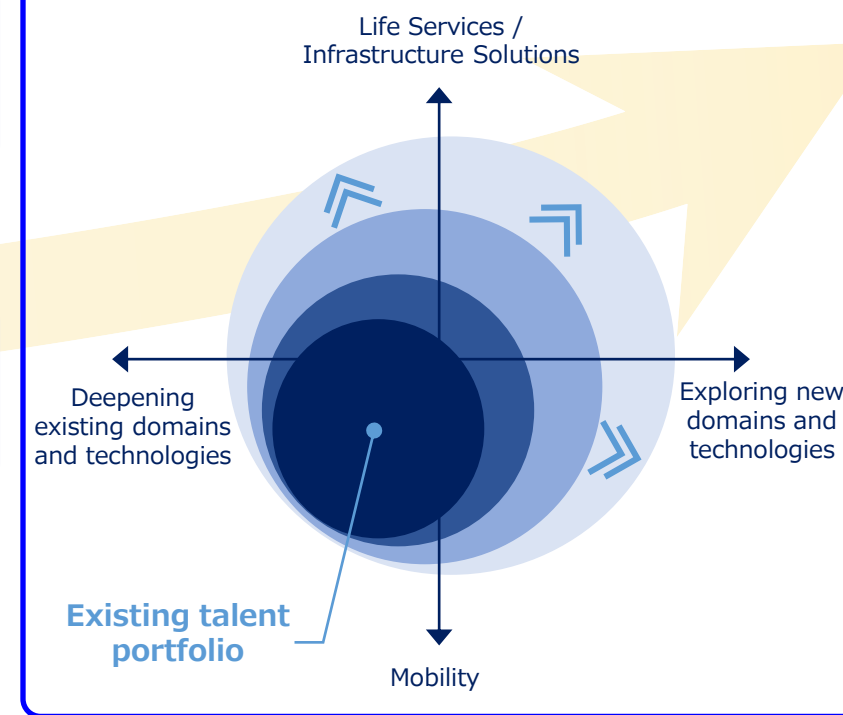 Life Services /
Infrastructure Solutions
Deepening
existing domains
and technologies
Exploring new
domains and
technologies
Existing talent
portfolio
Mobility